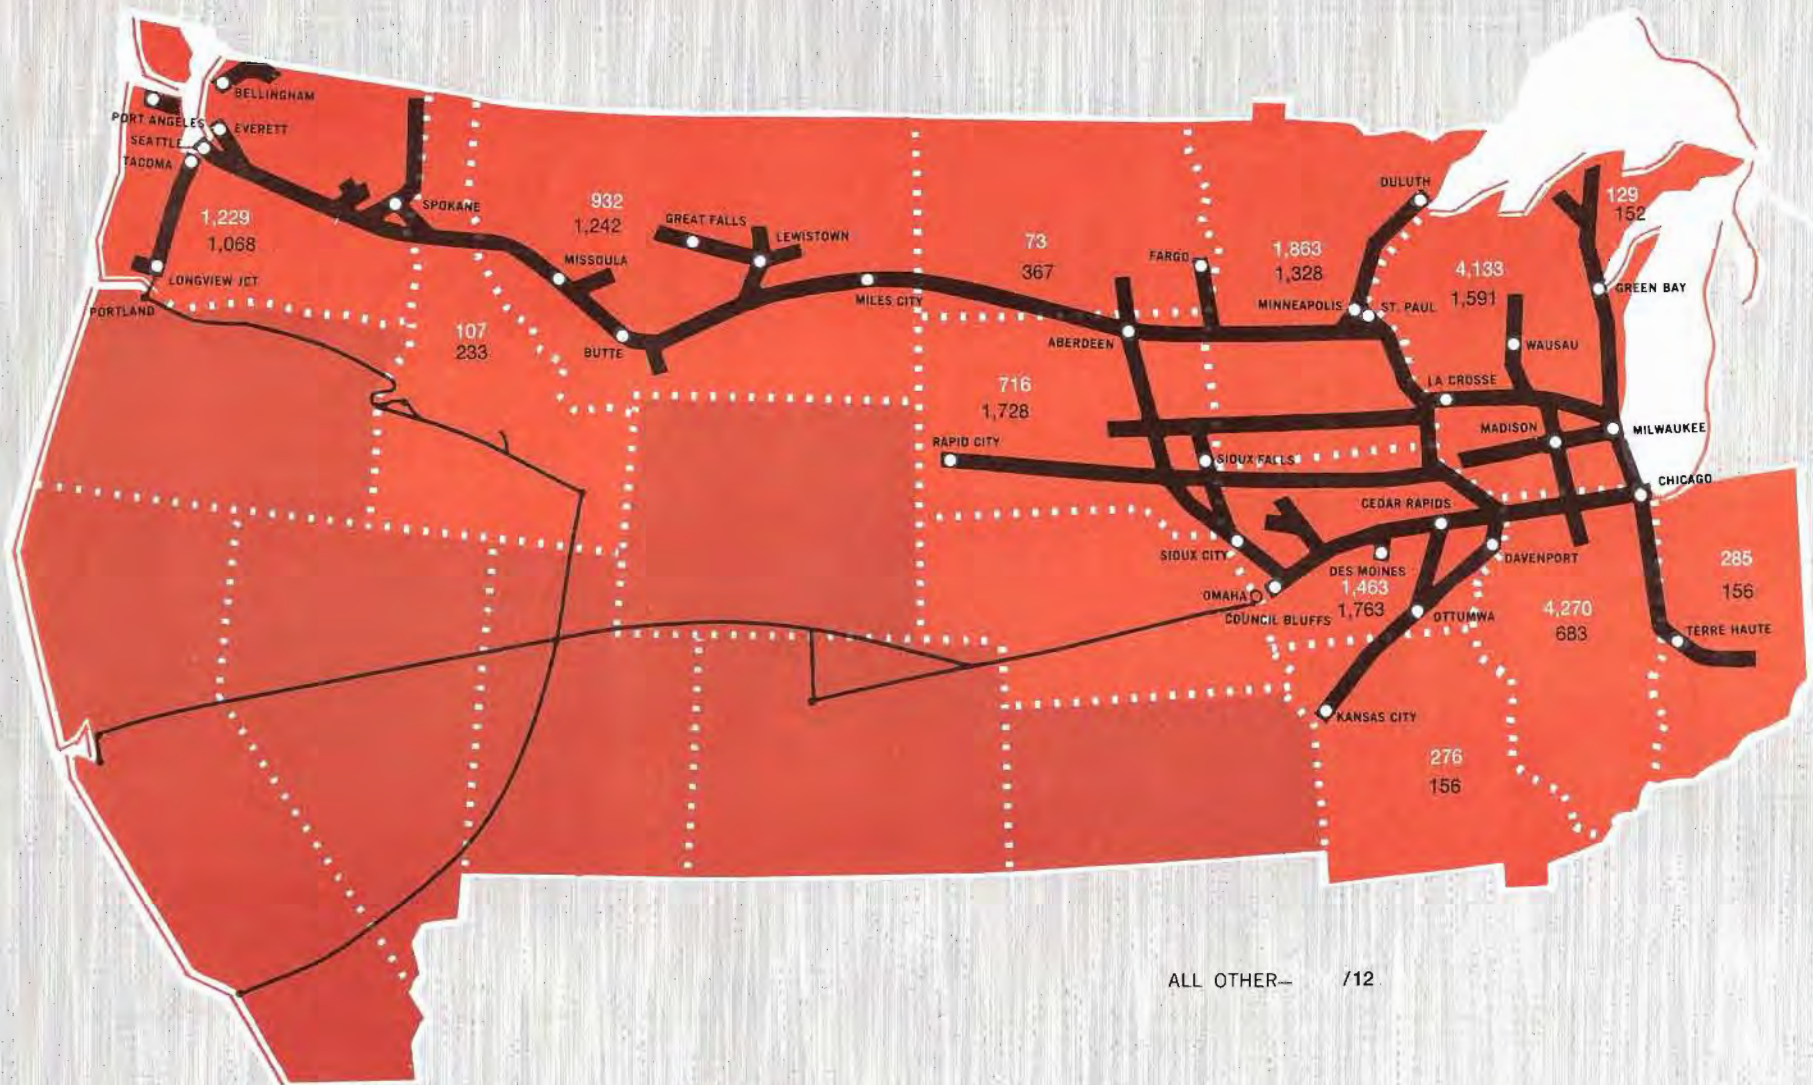 BELLINGHAM
PORT ANGELES
EVERETT
SEATTLE
TACOMA
1,229
1,068
SPOKANE
LONGVIEW JCT
PORTLAND
932
1,242
GREAT FALLS
LEWISTOWN
MISSOULA
MILES CITY
BUTTE
107
233
73
367
FARGO
ABERDEEN
716
1,728
RAPID CITY
DULUTH
1,863
1,328
MINNEAPOLIS
ST. PAUL
4,133
1,591
129
152
GREEN BAY
WAUSAU
LA CROSSE
MADISON
MILWAUKEE
CHICAGO
SIOUX FALLS
CEDAR RAPIDS
SIOUX CITY
DES MOINES
DAVENPORT
OMAHA
COUNCIL BLUFFS
1,463
1,763
OTTUMWA
4,270
683
285
156
TERRE HAUTE
KANSAS CITY
276
156
ALL OTHER– /12